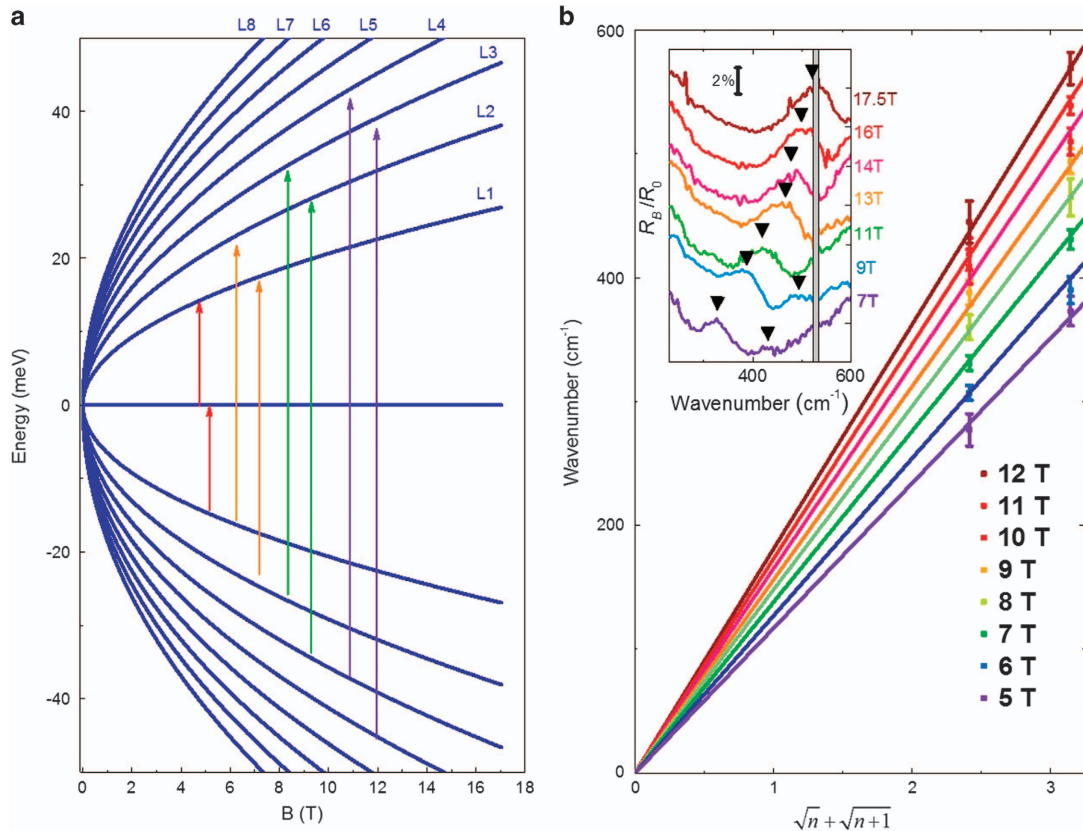 a
L8 L7 L6 L5 L4
L3
L2
L1
40
20
0
-20
-40
Energy (meV)
0 2 4 6 8 10 12 14 16 18
B (T)
b
600
400
200
0
Wavenumber (cm⁻¹)
2%
17.5T
16T
14T
13T
11T
9T
7T
R_B/R_0
400 600
Wavenumber (cm⁻¹)
12 T
11 T
10 T
9 T
8 T
7 T
6 T
5 T
0 1 2 3
√n + √n+1